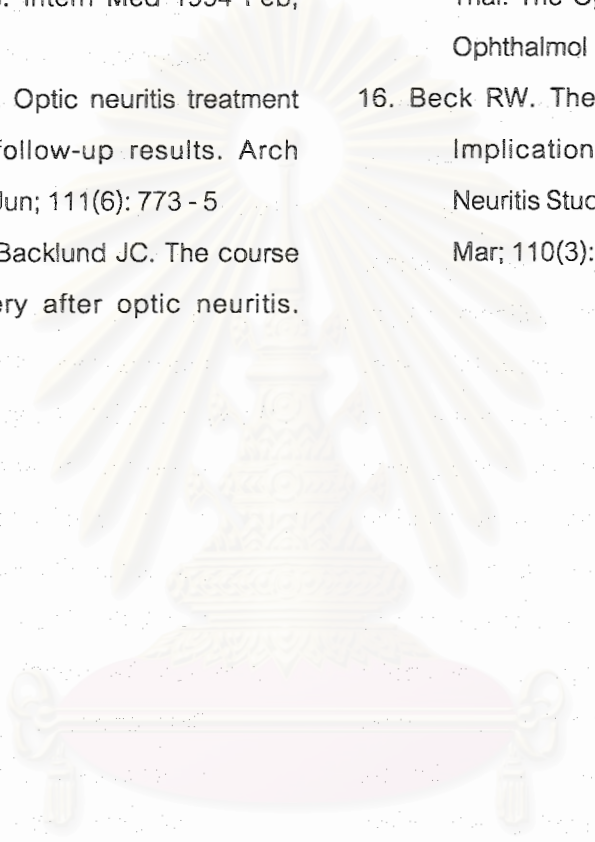 Intern Med 1994 Feb;
Optic neuritis treatment
follow-up results. Arch
Jun; 111(6): 773 - 5
Backlund JC. The course
ery after optic neuritis.
Trial. The
Ophthalmol
16. Beck RW. The
Implication
Neuritis Stud
Mar; 110(3):